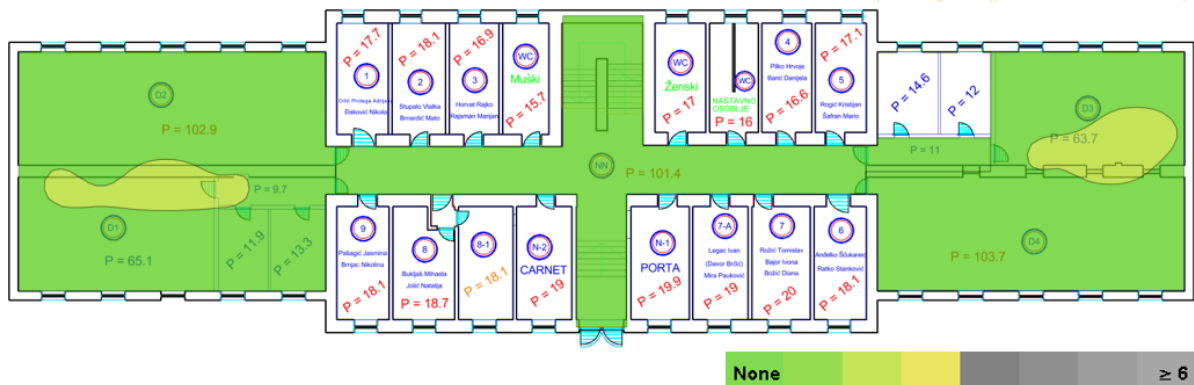 P = 17.7
1
Đaković Nikola
P = 18.1
2
Stupalo Vlatka
Brnardić Mato
P = 16.9
3
Horvat Rajko
Rajsman Marijan
WC
Muški
P = 15.7
WC
Ženski
P = 17
WC
NASTAVNO
OSOBLJE
P = 16
4
Pilko Hrvoje
Barić Danijela
P = 16.6
P = 17.1
5
Rogić Kristijan
Šafran Mario
P = 14.6
P = 12
P = 11
D2
P = 102.9
D3
P = 63.7
NN
P = 101.4
P = 9.7
D1
P = 65.1
P = 11.9
P = 13.3
9
Pašagić Jasmina
Brnjac Nikolina
P = 18.1
8
Bukljaš Mihaela
Jolić Natalija
P = 18.7
8-1
P = 18.1
N-2
CARNET
P = 19
N-1
PORTA
P = 19.9
7-A
Legac Ivan
(Davor Brčić)
Mira Pauković
P = 19
7
Rožić Tomislav
Bajor Ivona
Božić Diana
P = 20
6
Anđelko Ščukanec
Ratko Stanković
P = 18.1
D4
P = 103.7
None
≥ 6